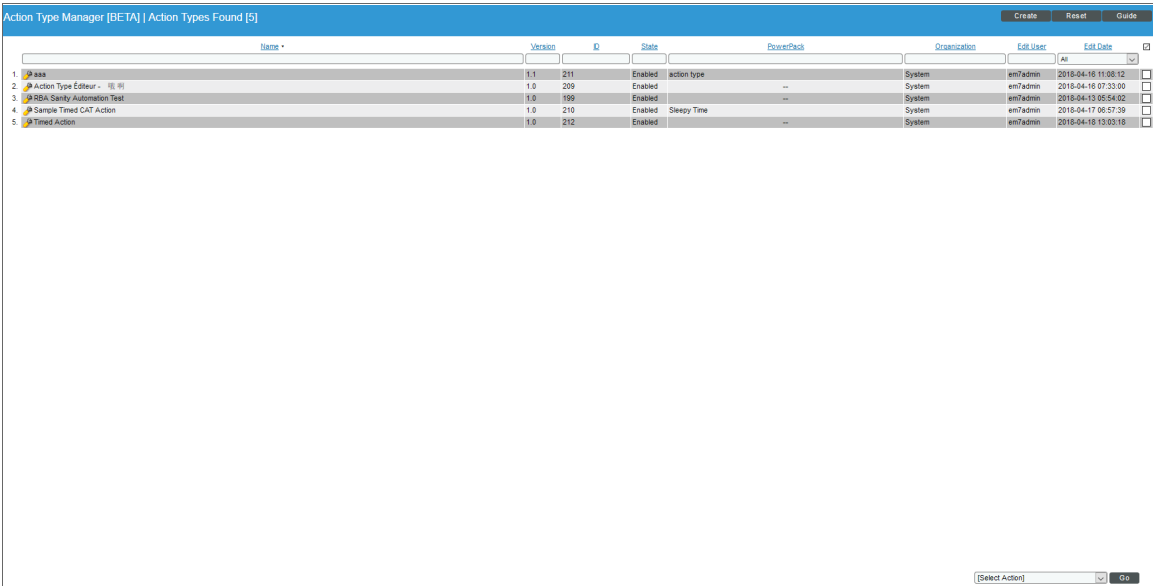 Action Type Manager [BETA] | Action Types Found [5] Create Reset Guide
Name Version ID State PowerPack Organization Edit User Edit Date
All
1. aaa 1.1 211 Enabled action type System em7admin 2018-04-16 11:08:12
2. Action Type Éditeur - 1.0 209 Enabled -- System em7admin 2018-04-16 07:33:00
3. RBA Sanity Automation Test 1.0 199 Enabled -- System em7admin 2018-04-13 05:54:02
4. Sample Timed CAT Action 1.0 210 Enabled Sleepy Time System em7admin 2018-04-17 06:57:39
5. Timed Action 1.0 212 Enabled -- System em7admin 2018-04-18 13:03:18
[Select Action] Go